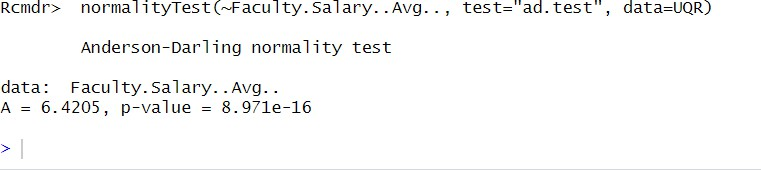 Rcmdr>  normalityTest(~Faculty.Salary..Avg.., test="ad.test", data=UQR)
Anderson-Darling normality test
data:  Faculty.Salary..Avg..
A = 6.4205, p-value = 8.971e-16
>